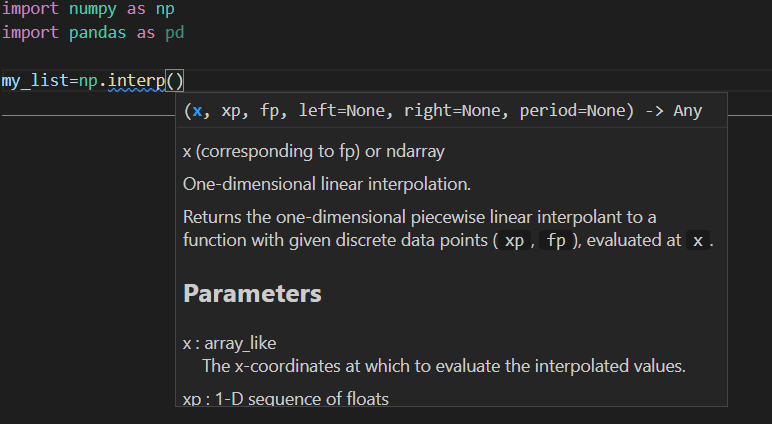 import numpy as np
import pandas as pd
my_list=np.interp()
(x, xp, fp, left=None, right=None, period=None) -> Any
x (corresponding to fp) or ndarray
One-dimensional linear interpolation.
Returns the one-dimensional piecewise linear interpolant to a
function with given discrete data points ( xp , fp ), evaluated at x .
Parameters
x : array_like
The x-coordinates at which to evaluate the interpolated values.
xp : 1-D sequence of floats